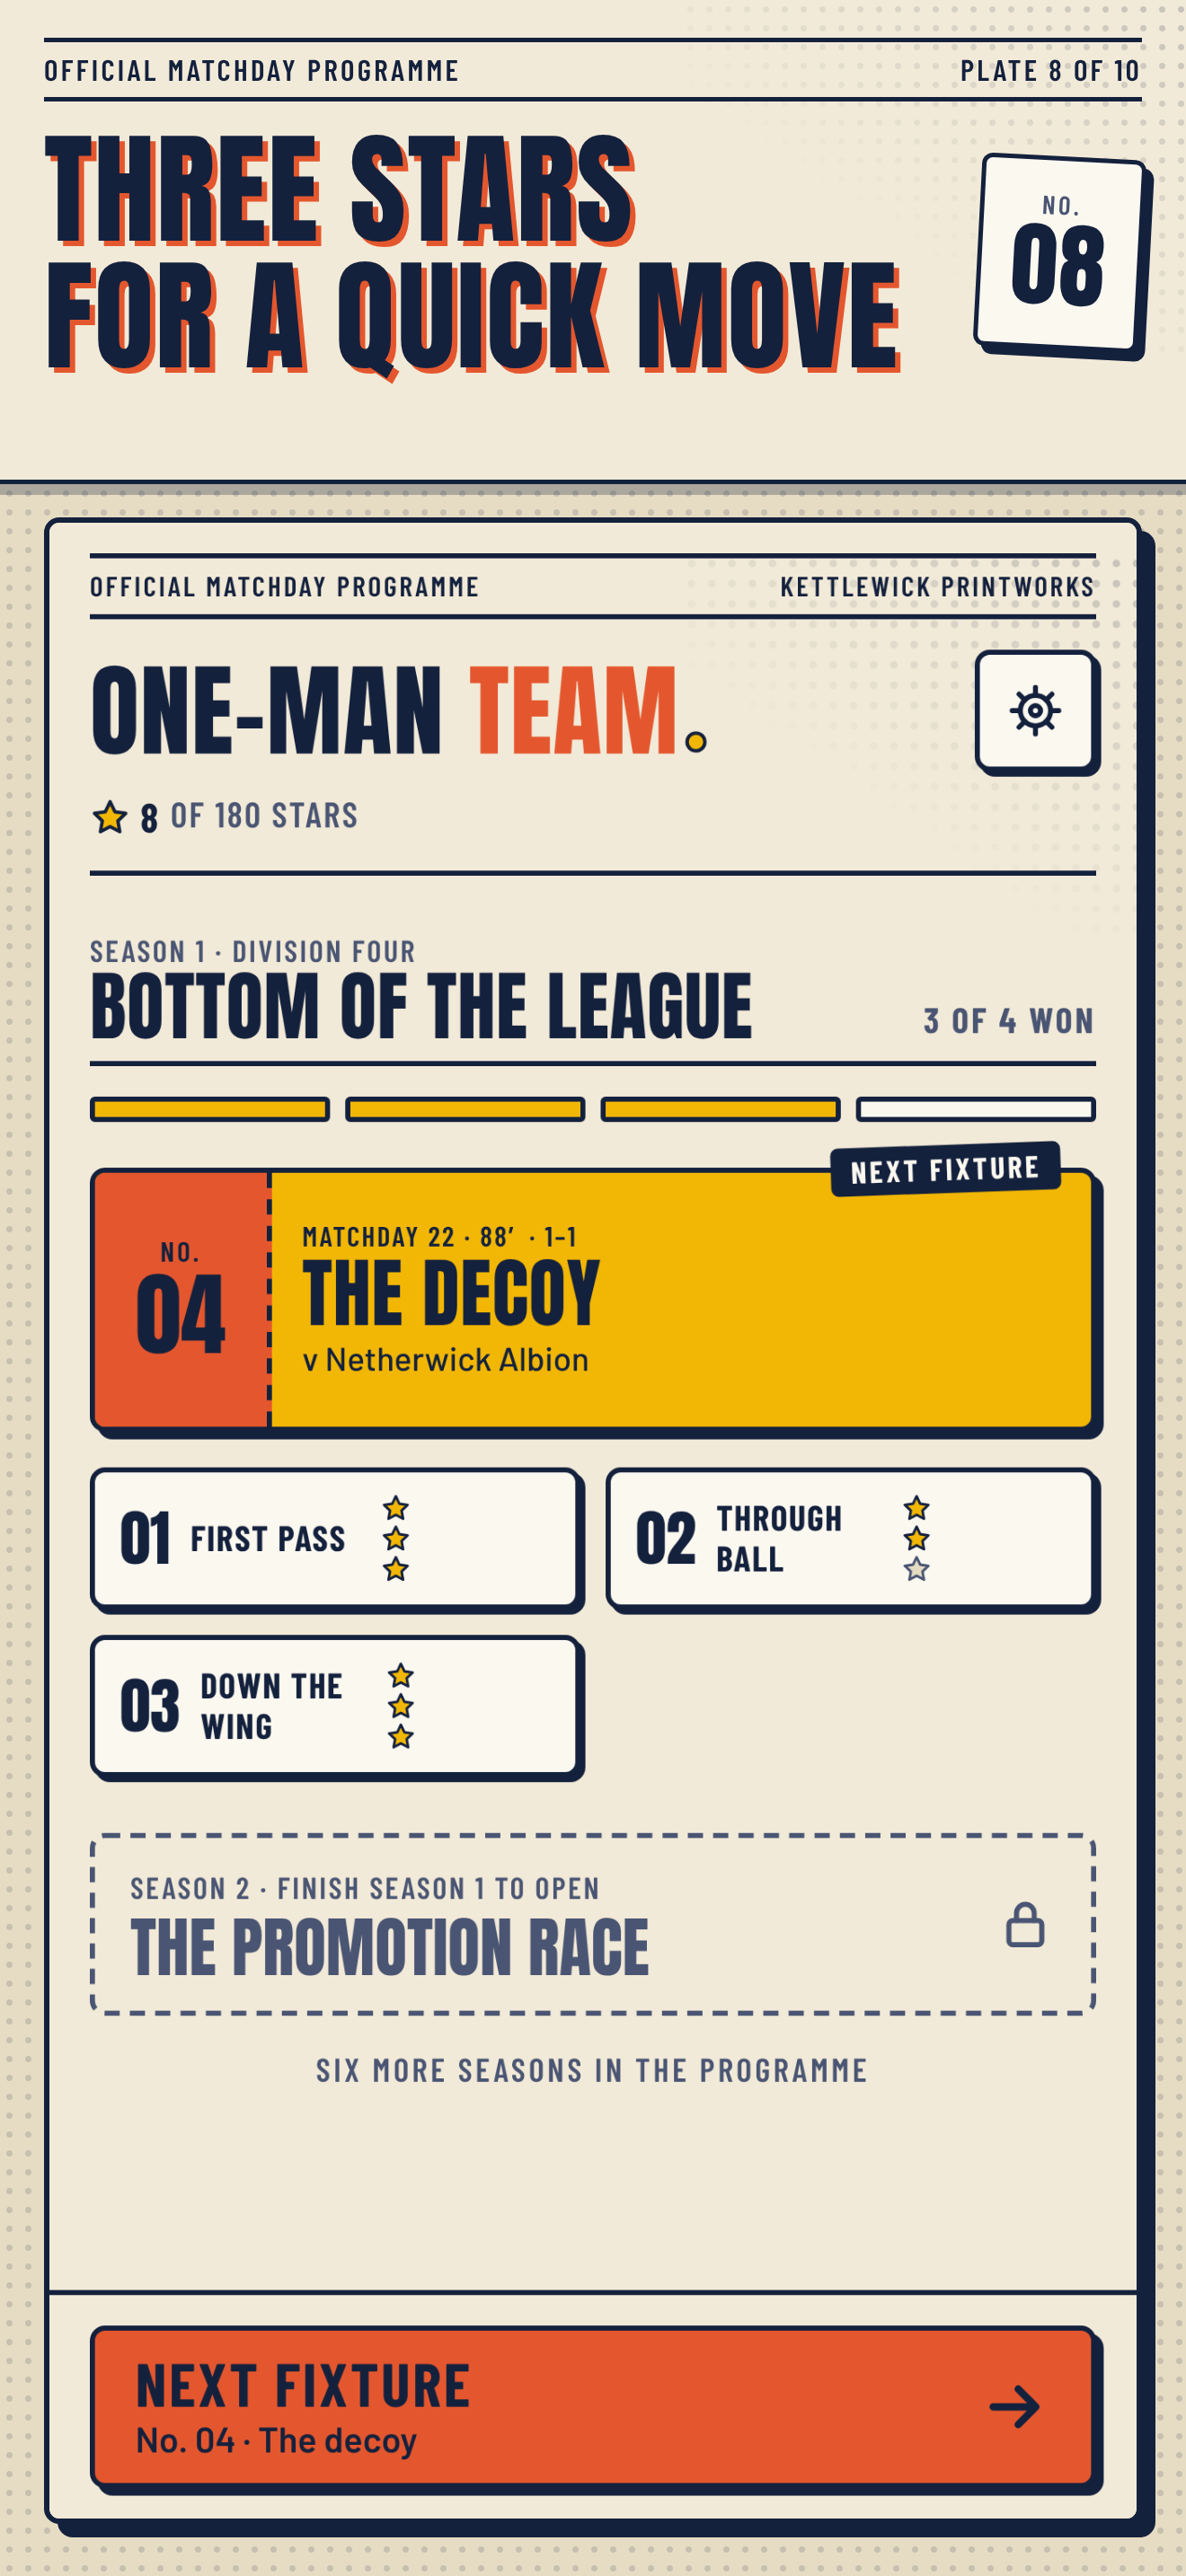 OFFICIAL MATCHDAY PROGRAMME
PLATE 8 OF 10
THREE STARS
FOR A QUICK MOVE
NO.
08
OFFICIAL MATCHDAY PROGRAMME
KETTLEWICK PRINTWORKS
ONE-MAN TEAM.
8 OF 180 STARS
SEASON 1 · DIVISION FOUR
BOTTOM OF THE LEAGUE
3 OF 4 WON
NEXT FIXTURE
NO.
04
MATCHDAY 22 · 88′ · 1–1
THE DECOY
v Netherwick Albion
01 FIRST PASS
02 THROUGH
BALL
03 DOWN THE
WING
SEASON 2 · FINISH SEASON 1 TO OPEN
THE PROMOTION RACE
SIX MORE SEASONS IN THE PROGRAMME
NEXT FIXTURE
No. 04 · The decoy